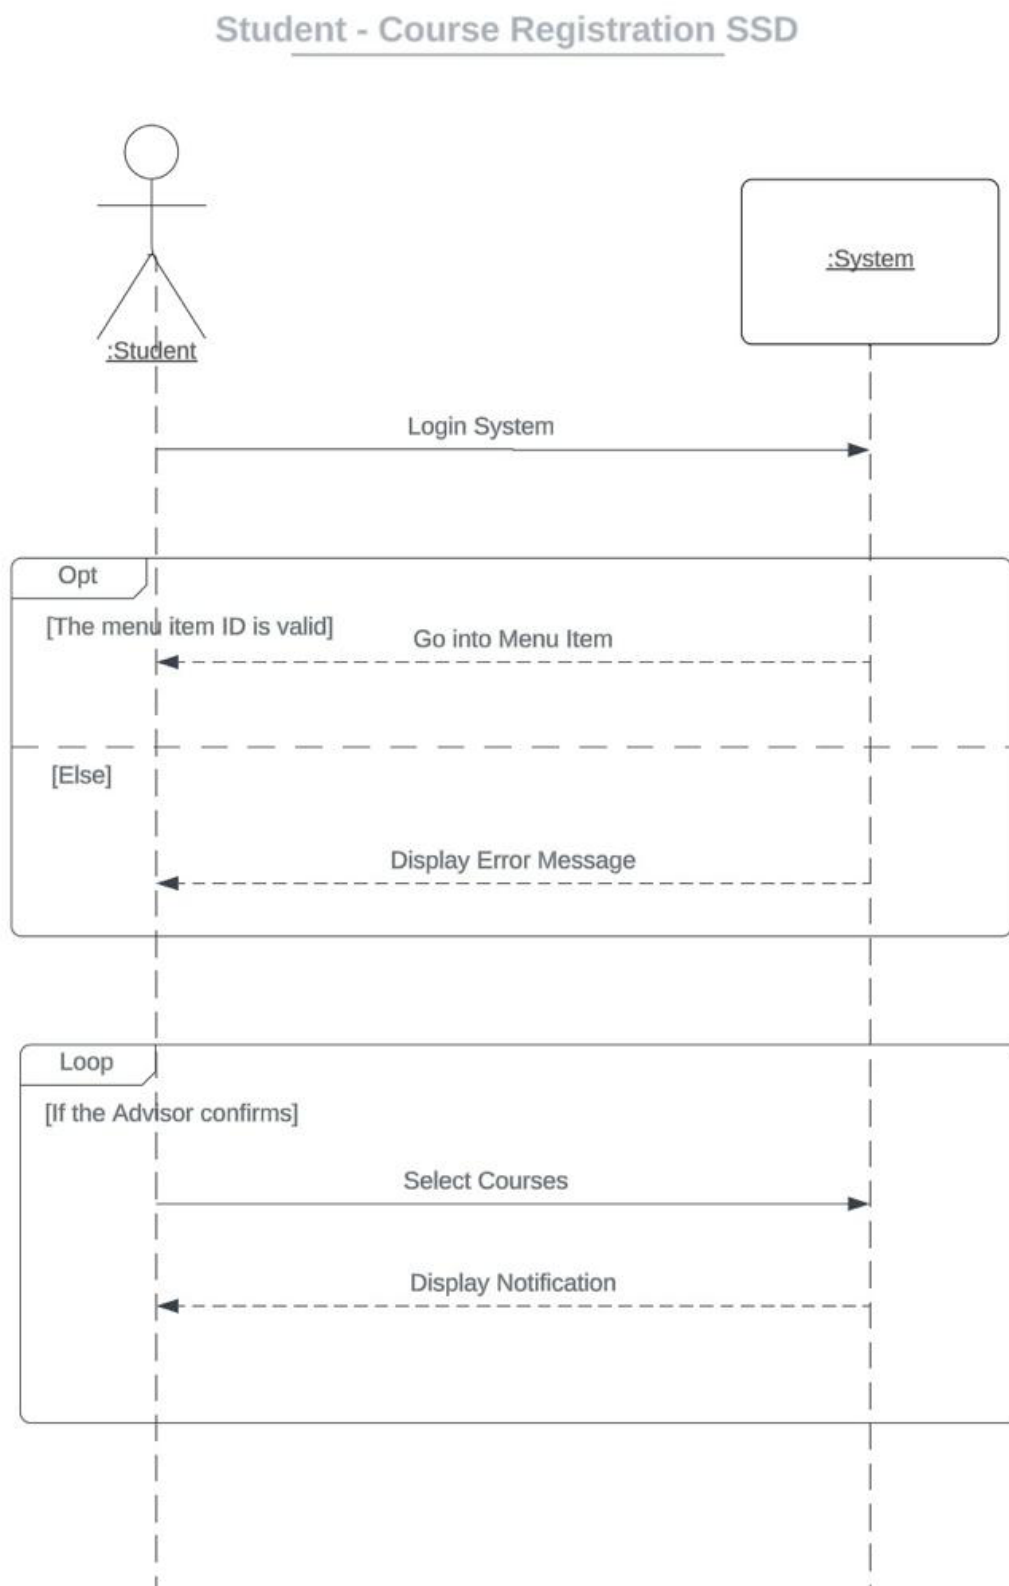 Student - Course Registration SSD
:System
:Student
Login System
Opt
[The menu item ID is valid]
Go into Menu Item
[Else]
Display Error Message
Loop
[If the Advisor confirms]
Select Courses
Display Notification